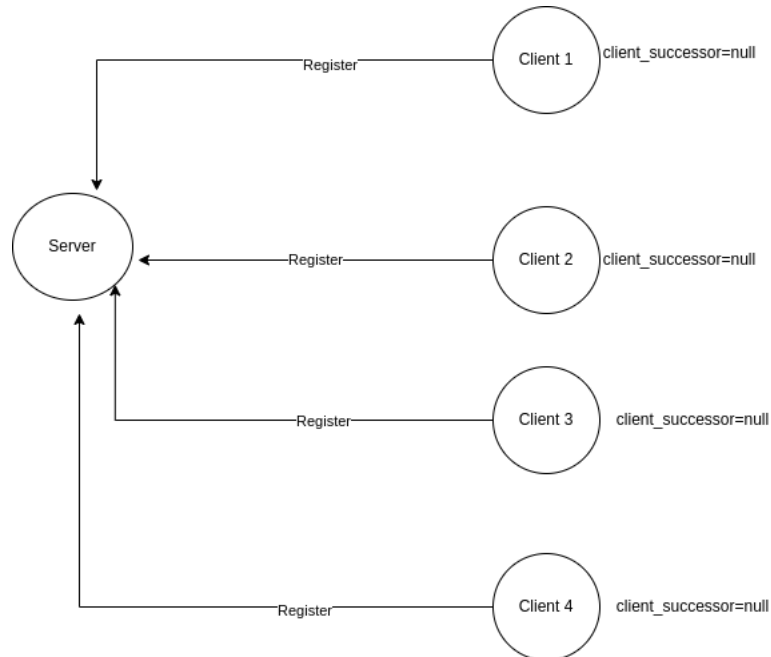 Client 1
client_successor=null
Register
Server
Client 2
client_successor=null
Register
Client 3
client_successor=null
Register
Client 4
client_successor=null
Register